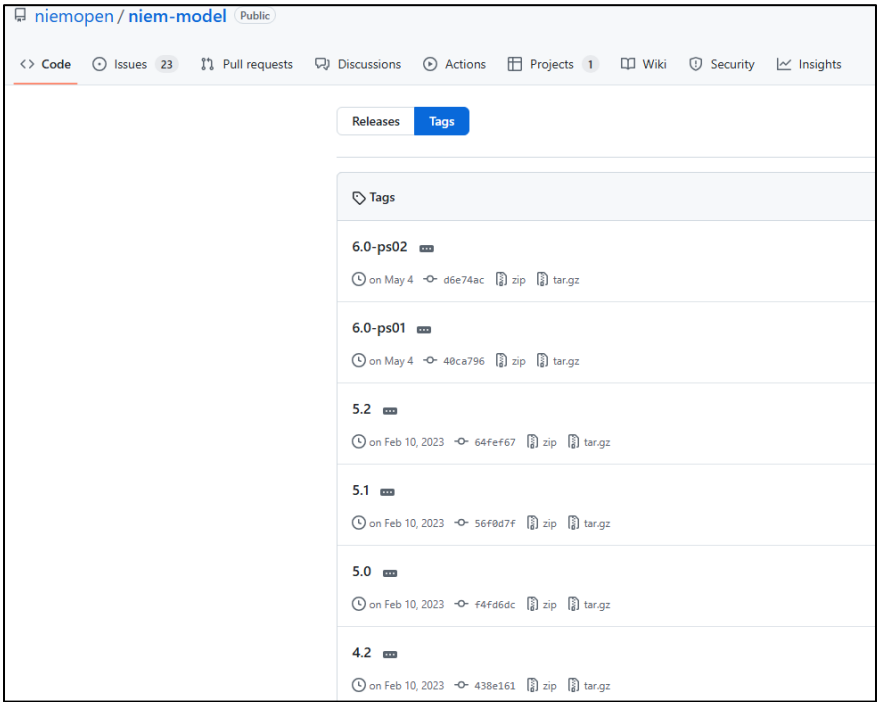 niemopen / niem-model Public
Code Issues 23 Pull requests Discussions Actions Projects 1 Wiki Security Insights
Releases Tags
Tags
6.0-ps02
on May 4 d6e74ac zip tar.gz
6.0-ps01
on May 4 40ca796 zip tar.gz
5.2
on Feb 10, 2023 64fef67 zip tar.gz
5.1
on Feb 10, 2023 56f0d7f zip tar.gz
5.0
on Feb 10, 2023 f4fd6dc zip tar.gz
4.2
on Feb 10, 2023 438e161 zip tar.gz